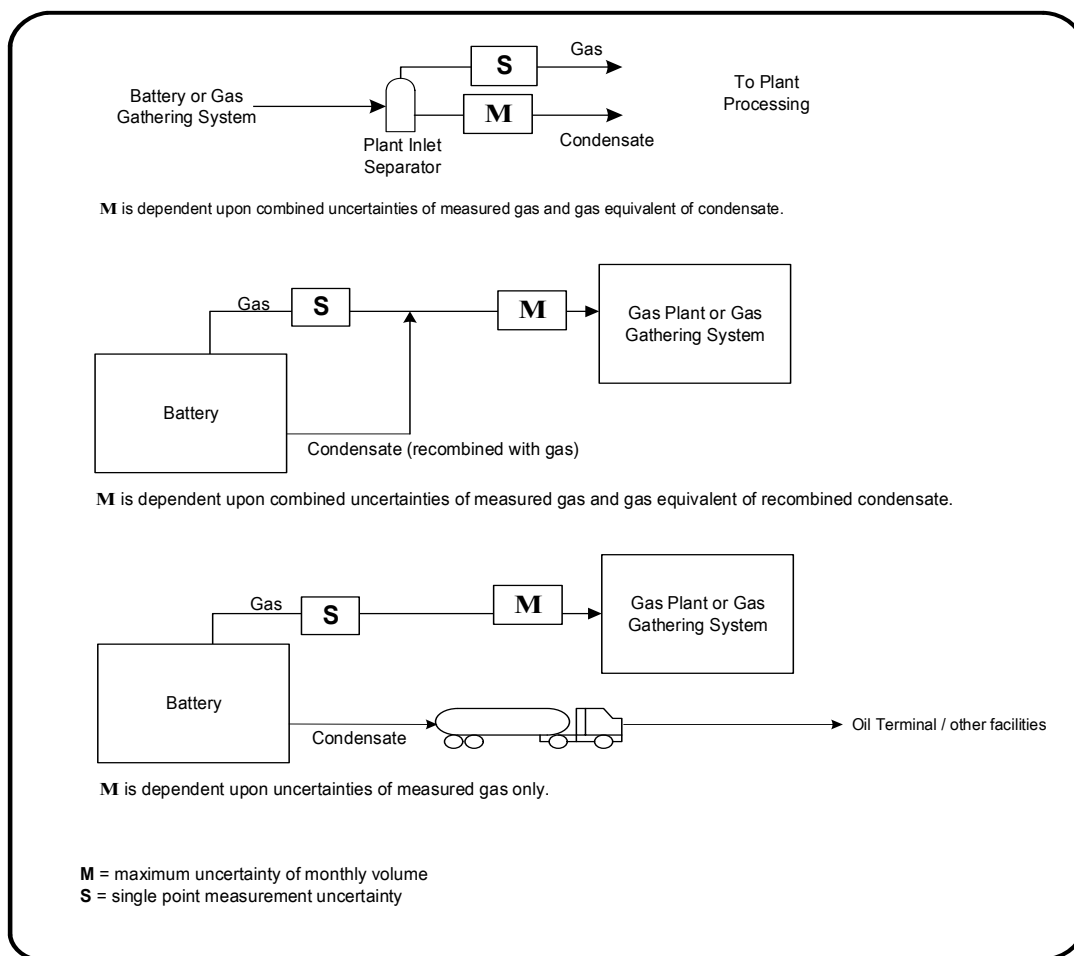 Gas
S
Battery or Gas
Gathering System
To Plant
Processing
M
Condensate
Plant Inlet
Separator
M is dependent upon combined uncertainties of measured gas and gas equivalent of condensate.
Gas
S
M
Gas Plant or Gas
Gathering System
Battery
Condensate (recombined with gas)
M is dependent upon combined uncertainties of measured gas and gas equivalent of recombined condensate.
Gas
S
M
Gas Plant or Gas
Gathering System
Battery
Condensate
Oil Terminal / other facilities
M is dependent upon uncertainties of measured gas only.
M = maximum uncertainty of monthly volume
S = single point measurement uncertainty